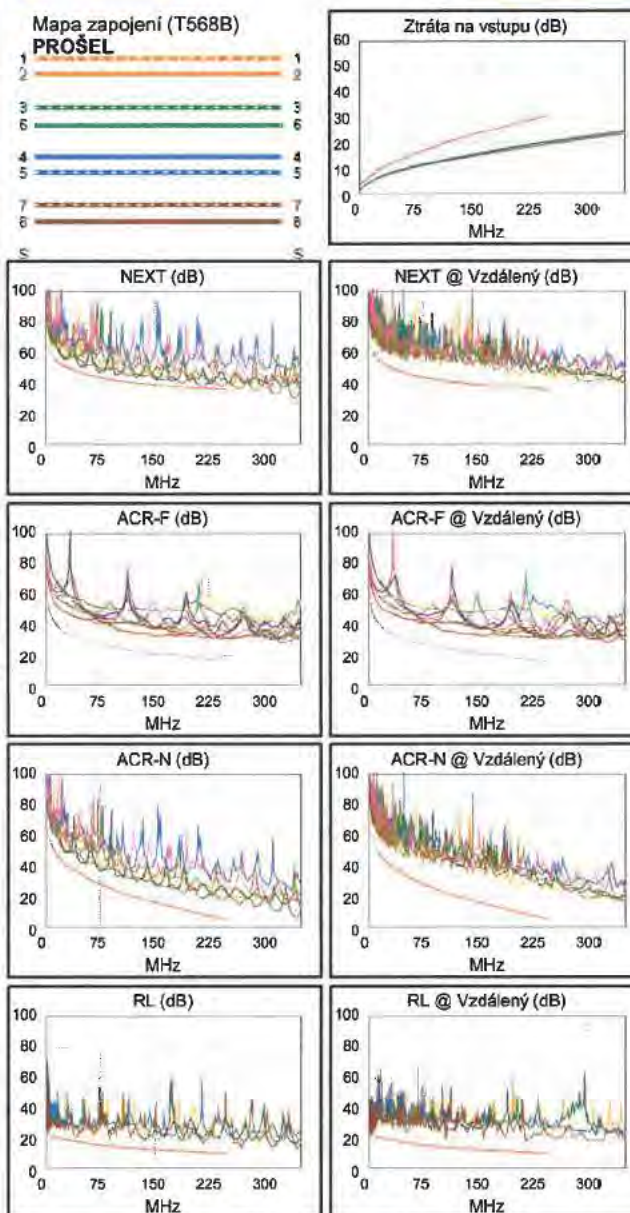 Mapa zapojení (T568B)
PROŠEL
1 1
2 2
3 3
6 6
4 4
5 5
7 7
6 8
S S
Ztráta na vstupu (dB)
60
50
40
30
20
10
0
0 75 150 225 300
MHz
NEXT (dB)
100
80
60
40
20
0
0 75 150 225 300
MHz
NEXT @ Vzdálený (dB)
100
80
60
40
20
0
0 75 150 225 300
MHz
ACR-F (dB)
100
80
60
40
20
0
0 75 150 225 300
MHz
ACR-F @ Vzdálený (dB)
100
80
60
40
20
0
0 75 150 225 300
MHz
ACR-N (dB)
100
80
60
40
20
0
0 75 150 225 300
MHz
ACR-N @ Vzdálený (dB)
100
80
60
40
20
0
0 75 150 225 300
MHz
RL (dB)
100
80
60
40
20
0
0 75 150 225 300
MHz
RL @ Vzdálený (dB)
100
80
60
40
20
0
0 75 150 225 300
MHz